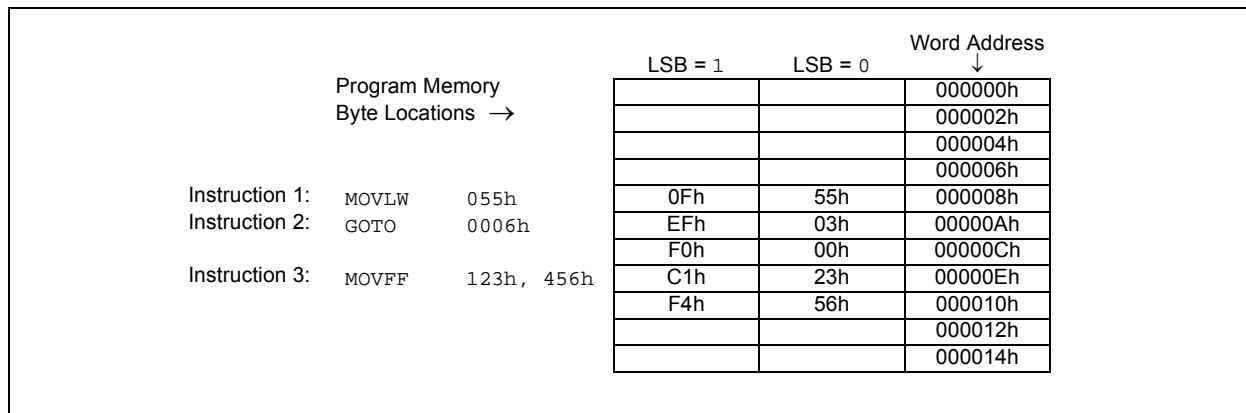 Word Address
LSB = 1 LSB = 0 ↓
Program Memory 000000h
Byte Locations → 000002h
000004h
000006h
Instruction 1: MOVLW 055h 0Fh 55h 000008h
Instruction 2: GOTO 0006h EFh 03h 00000Ah
F0h 00h 00000Ch
Instruction 3: MOVFF 123h, 456h C1h 23h 00000Eh
F4h 56h 000010h
000012h
000014h